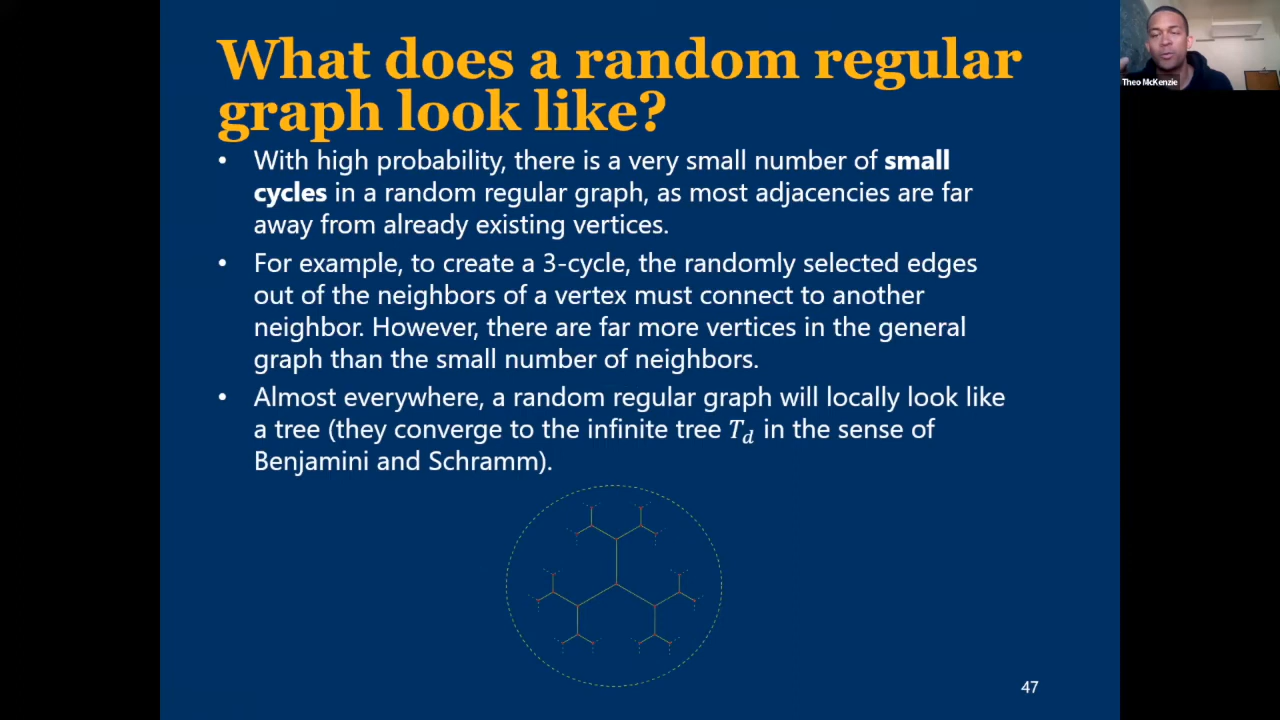 What does a random regular
graph look like?
• With high probability, there is a very small number of small
cycles in a random regular graph, as most adjacencies are far
away from already existing vertices.
• For example, to create a 3-cycle, the randomly selected edges
out of the neighbors of a vertex must connect to another
neighbor. However, there are far more vertices in the general
graph than the small number of neighbors.
• Almost everywhere, a random regular graph will locally look like
a tree (they converge to the infinite tree T_d in the sense of
Benjamini and Schramm).
47
Theo McKenzie